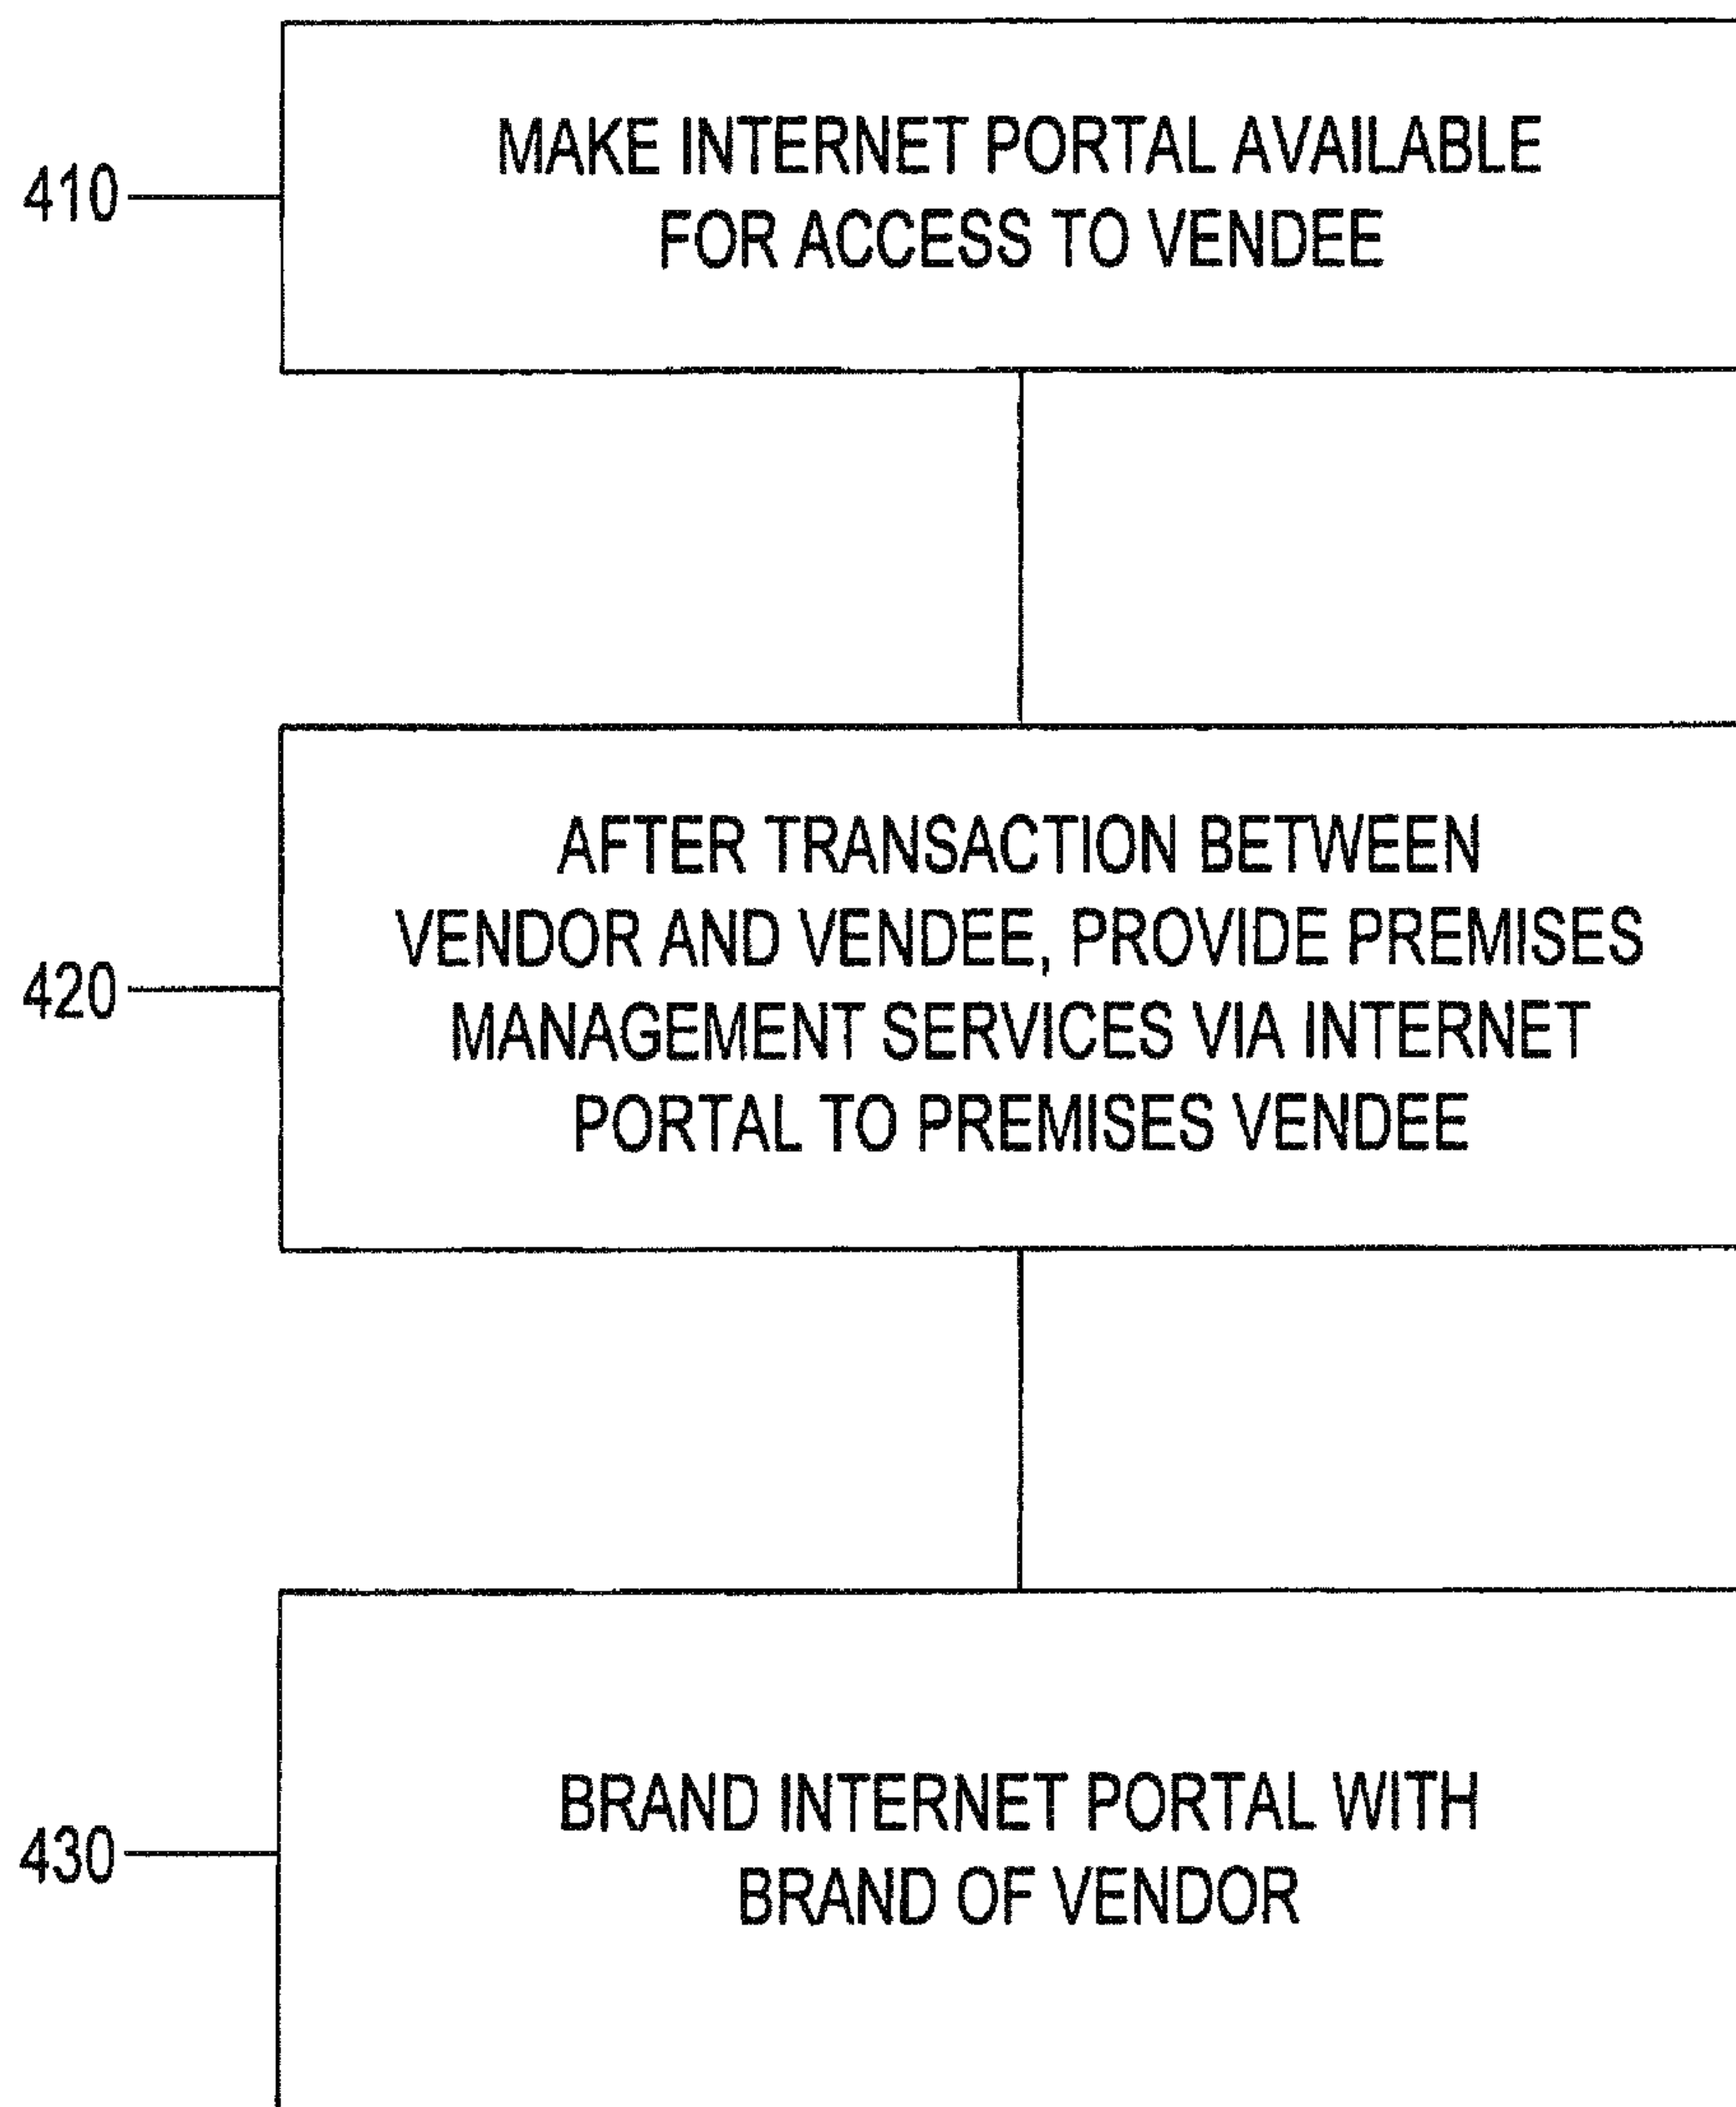 410
MAKE INTERNET PORTAL AVAILABLE
FOR ACCESS TO VENDEE
420
AFTER TRANSACTION BETWEEN
VENDOR AND VENDEE, PROVIDE PREMISES
MANAGEMENT SERVICES VIA INTERNET
PORTAL TO PREMISES VENDEE
430
BRAND INTERNET PORTAL WITH
BRAND OF VENDOR